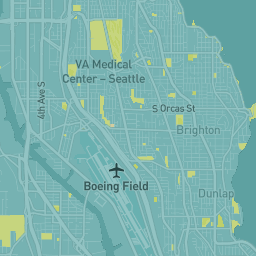 VA Medical
Center – Seattle
4th Ave S
S Orcas St
Brighton
Boeing Field
Dunlap